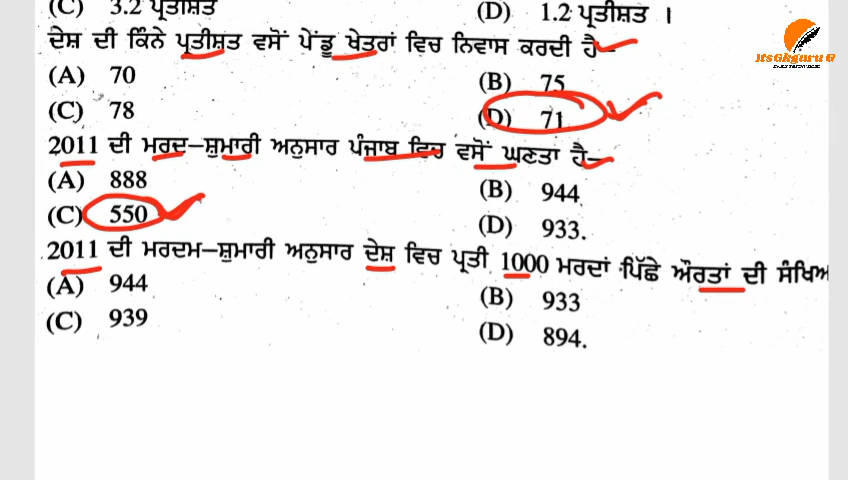 (C) 3.2 ਪ੍ਰਤੀਸ਼ਤ (D) 1.2 ਪ੍ਰਤੀਸ਼ਤ ।
ਦੇਸ਼ ਦੀ ਕਿੰਨੇ ਪ੍ਰਤੀਸ਼ਤ ਵਸੋਂ ਪੇਂਡੂ ਖੇਤਰਾਂ ਵਿਚ ਨਿਵਾਸ ਕਰਦੀ ਹੈ–
(A) 70 (B) 75
(C) 78 (D) 71
2011 ਦੀ ਮਰਦ–ਸ਼ੁਮਾਰੀ ਅਨੁਸਾਰ ਪੰਜਾਬ ਵਿਚ ਵਸੋਂ ਘਣਤਾ ਹੈ–
(A) 888 (B) 944
(C) 550 (D) 933.
2011 ਦੀ ਮਰਦਮ–ਸ਼ੁਮਾਰੀ ਅਨੁਸਾਰ ਦੇਸ਼ ਵਿਚ ਪ੍ਰਤੀ 1000 ਮਰਦਾਂ ਪਿੱਛੇ ਔਰਤਾਂ ਦੀ ਸੰਖਿਅ
(A) 944 (B) 933
(C) 939 (D) 894.
ItsGkguru